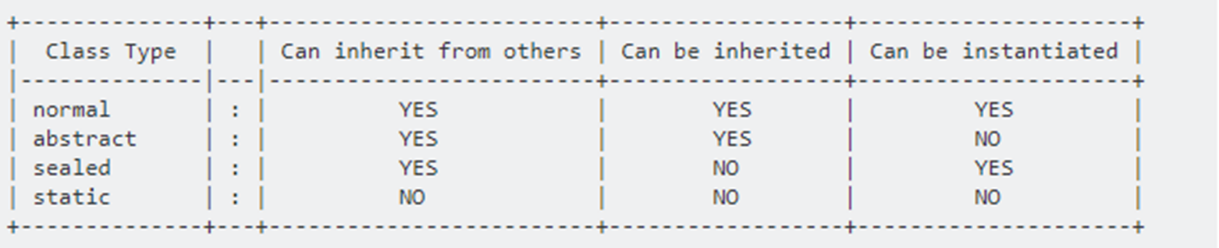 +---------------+---+--------------------------+-------------------+----------------------+
|  Class Type  |   | Can inherit from others | Can be inherited | Can be instantiated |
|--------------|---|--------------------------+-------------------+----------------------+
| normal       | : |          YES            |        YES       |        YES          |
| abstract     | : |          YES            |        YES       |        NO           |
| sealed       | : |          YES            |        NO        |        YES          |
| static       | : |          NO             |        NO        |        NO           |
+---------------+---+--------------------------+-------------------+----------------------+